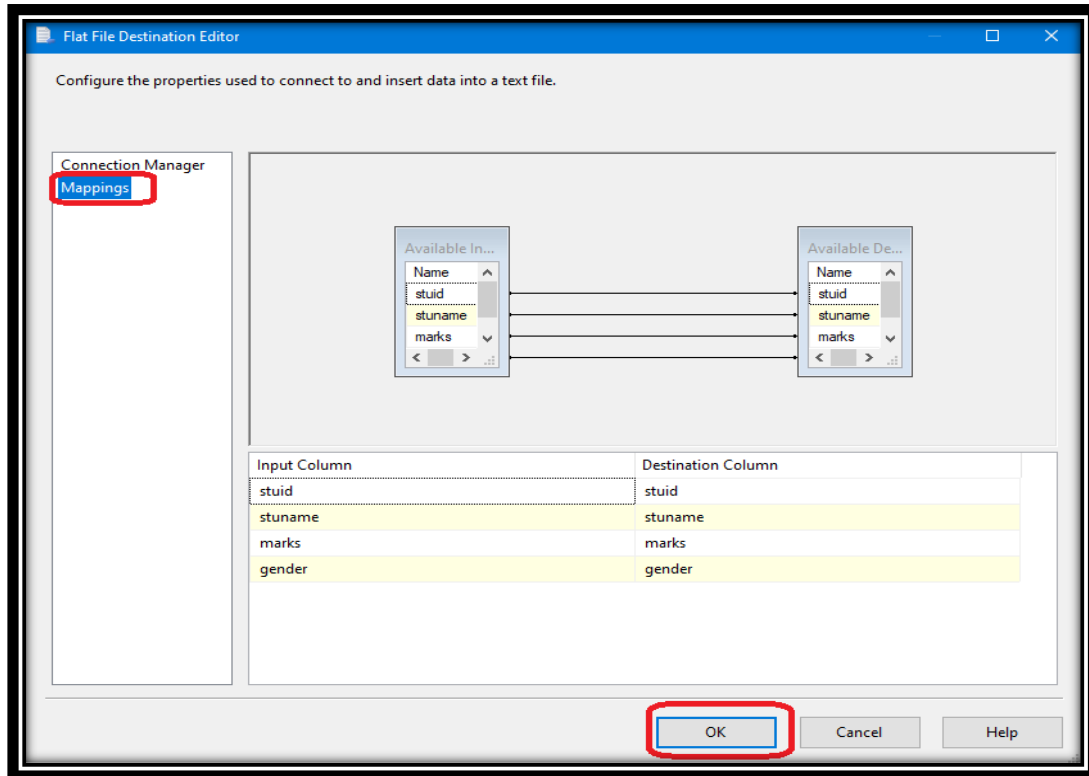 Flat File Destination Editor
Configure the properties used to connect to and insert data into a text file.
Connection Manager
Mappings
Available In... Available De...
Name Name
stuid stuid
stuname stuname
marks marks
Input Column Destination Column
stuid stuid
stuname stuname
marks marks
gender gender
OK Cancel Help